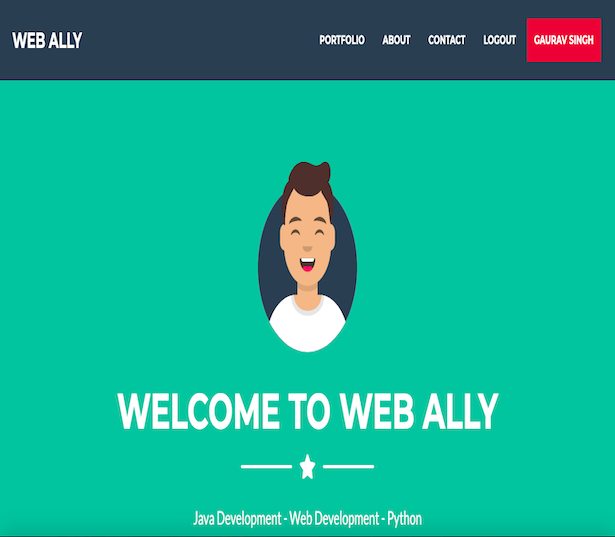 WEB ALLY PORTFOLIO ABOUT CONTACT LOGOUT GAURAV SINGH
WELCOME TO WEB ALLY
Java Development - Web Development - Python